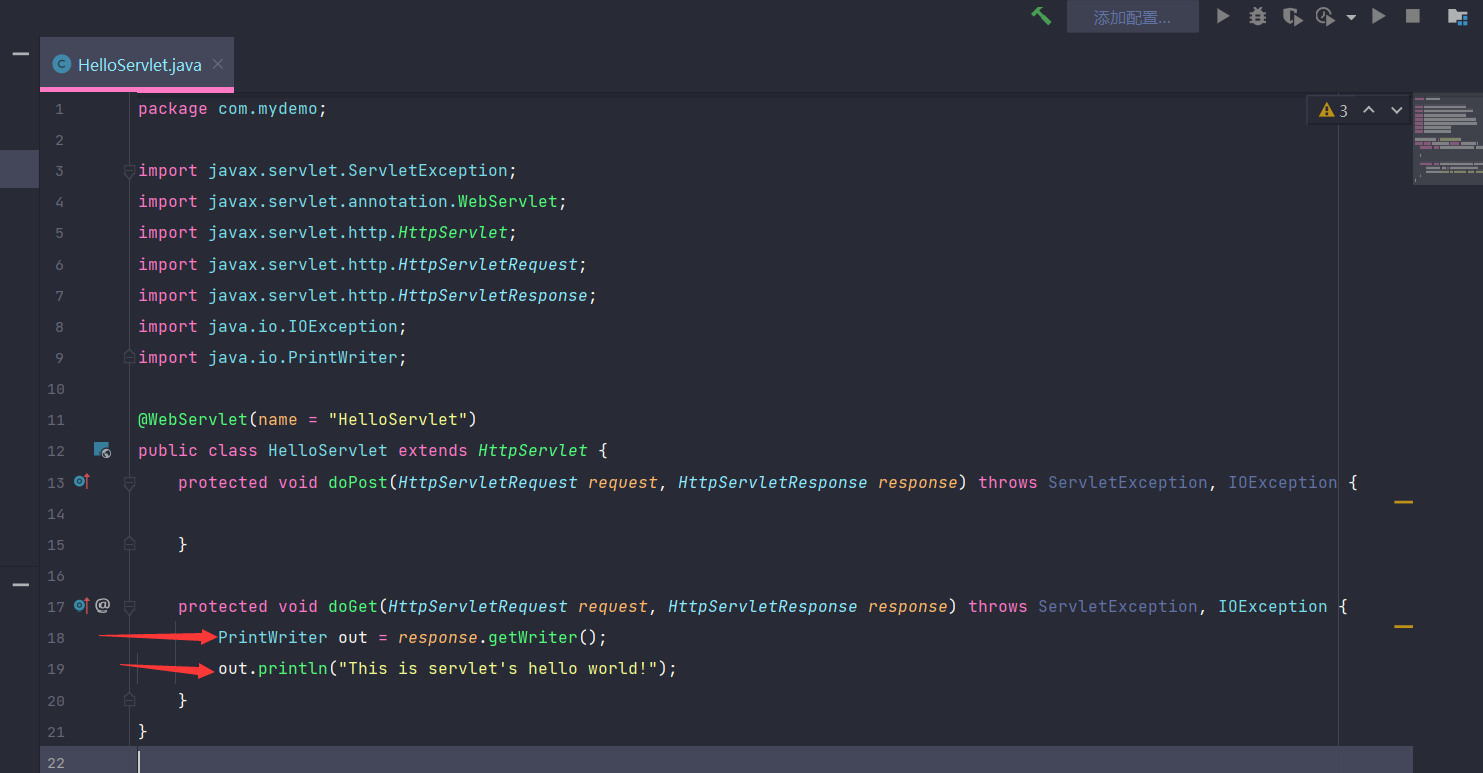 添加配置...
HelloServlet.java
3
1 package com.mydemo;
2
3 import javax.servlet.ServletException;
4 import javax.servlet.annotation.WebServlet;
5 import javax.servlet.http.HttpServlet;
6 import javax.servlet.http.HttpServletRequest;
7 import javax.servlet.http.HttpServletResponse;
8 import java.io.IOException;
9 import java.io.PrintWriter;
10
11 @WebServlet(name = "HelloServlet")
12 public class HelloServlet extends HttpServlet {
13 protected void doPost(HttpServletRequest request, HttpServletResponse response) throws ServletException, IOException {
14
15 }
16
17 @ protected void doGet(HttpServletRequest request, HttpServletResponse response) throws ServletException, IOException {
18 PrintWriter out = response.getWriter();
19 out.println("This is servlet's hello world!");
20 }
21 }
22